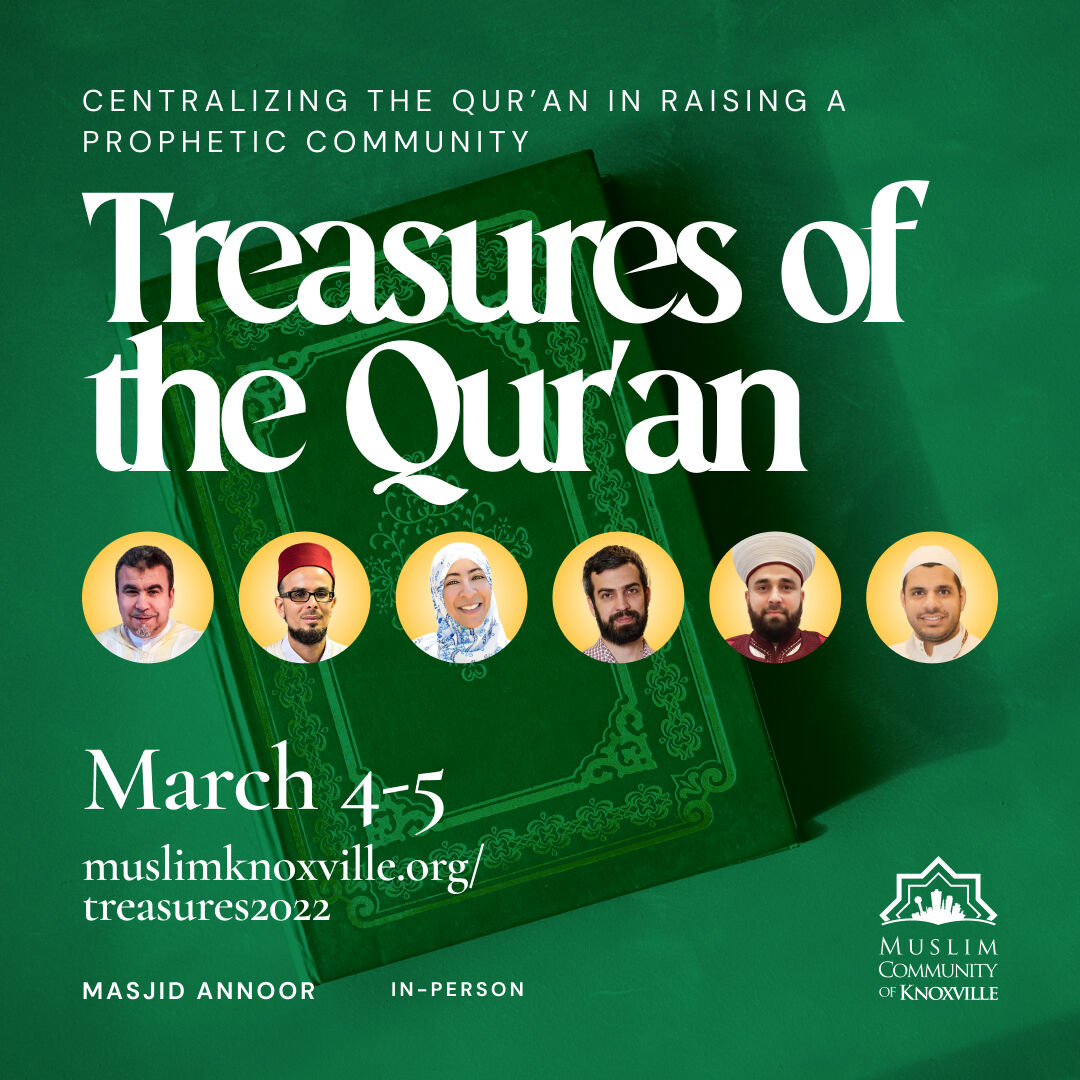 CENTRALIZING THE QUR’AN IN RAISING A
PROPHETIC COMMUNITY
Treasures of
the Qur'an
March 4-5
muslimknoxville.org/
treasures2022
MASJID ANNOOR
IN-PERSON
MUSLIM
COMMUNITY
OF KNOXVILLE